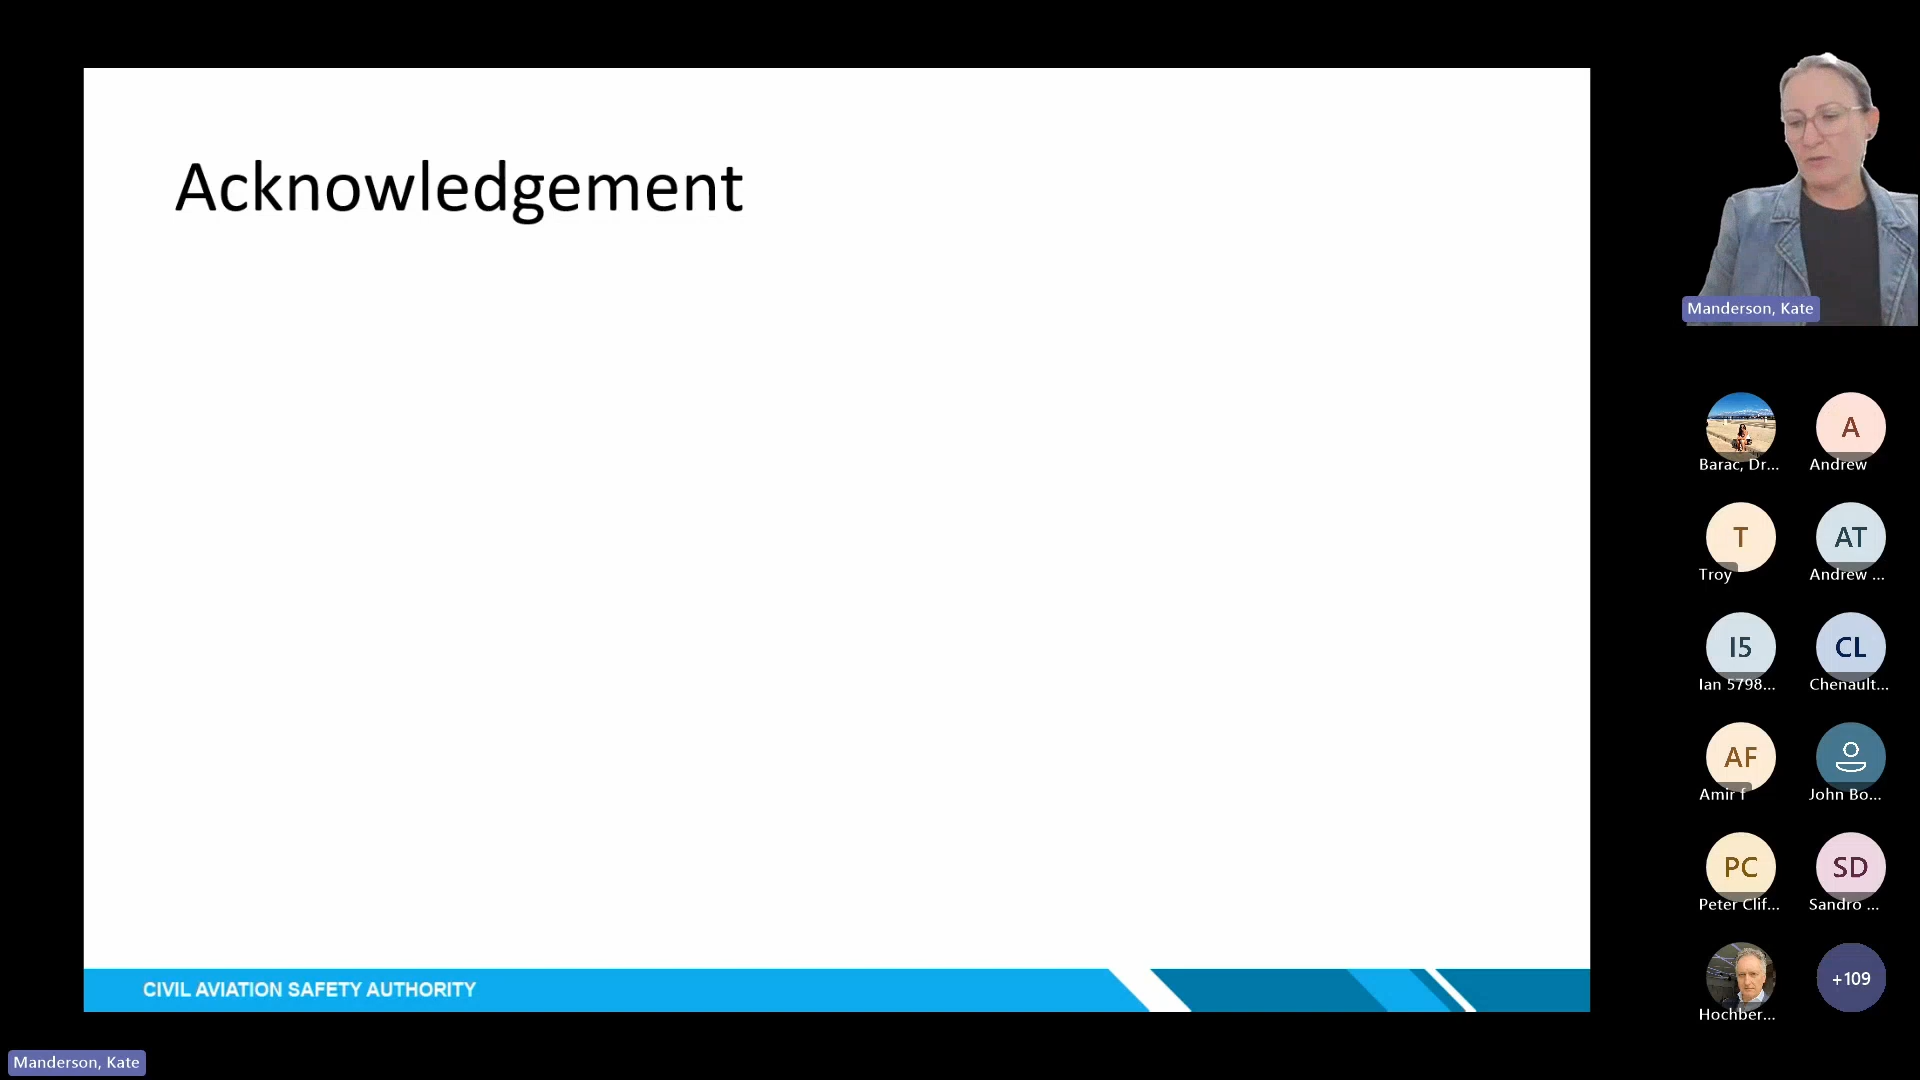 Acknowledgement
CIVIL AVIATION SAFETY AUTHORITY
Manderson, Kate
Barac, Dr...
A
Andrew
T
Troy
AT
Andrew ...
I5
Ian 5798...
CL
Chenault...
AF
Amir f
John Bo...
PC
Peter Clif...
SD
Sandro ...
Hochber...
+109
Manderson, Kate